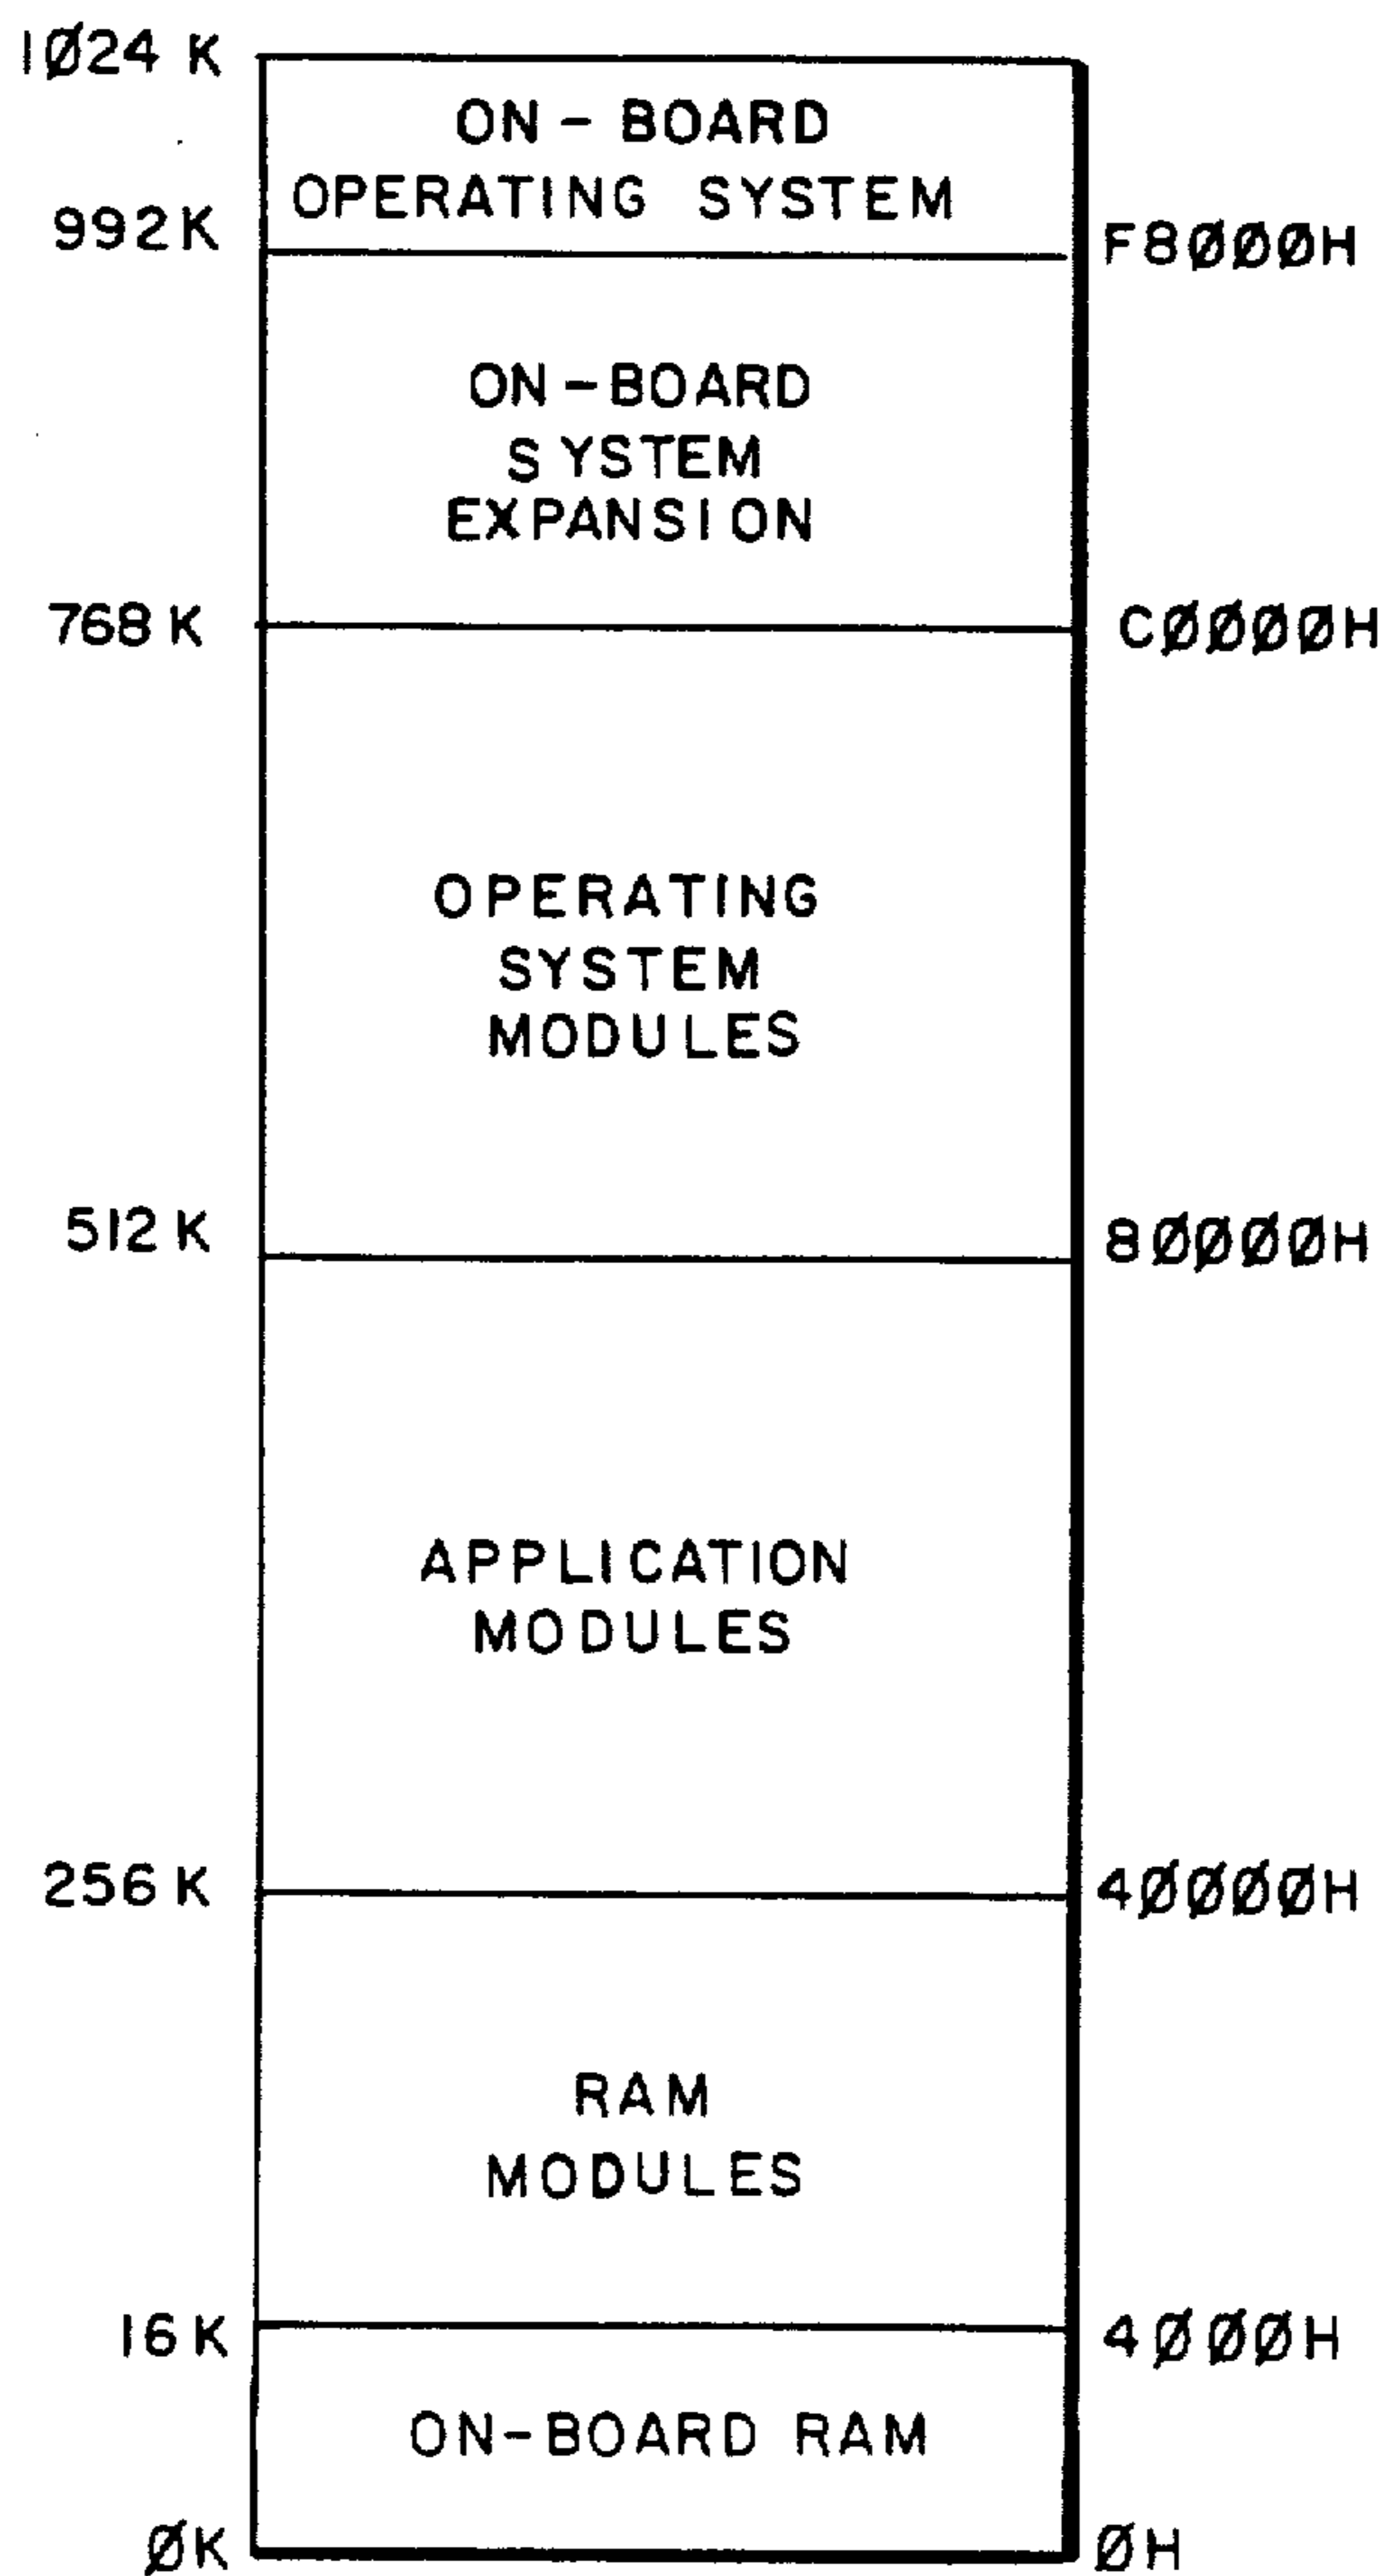 1Ø24 K
ON - BOARD
OPERATING SYSTEM
992K
F8ØØØH
ON-BOARD
SYSTEM
EXPANSION
768 K
CØØØØH
OPERATING
SYSTEM
MODULES
512 K
8ØØØØH
APPLICATION
MODULES
256 K
4ØØØØH
RAM
MODULES
16K
4ØØØH
ON-BOARD RAM
ØK
ØH